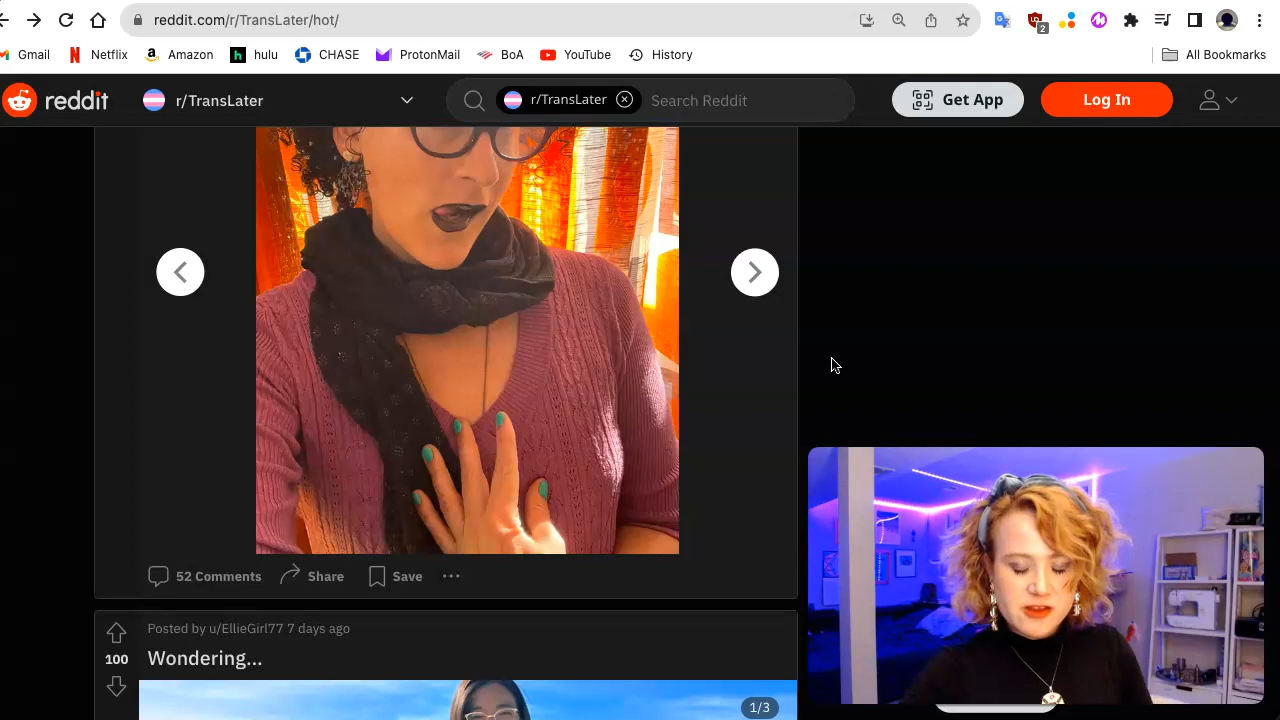 reddit.com/r/TransLater/hot/
2
Gmail Netflix Amazon hulu CHASE ProtonMail BoA YouTube History All Bookmarks
reddit r/TransLater r/TransLater Search Reddit Get App Log In
52 Comments Share Save
Posted by u/EllieGirl77 7 days ago
100 Wondering...
1/3